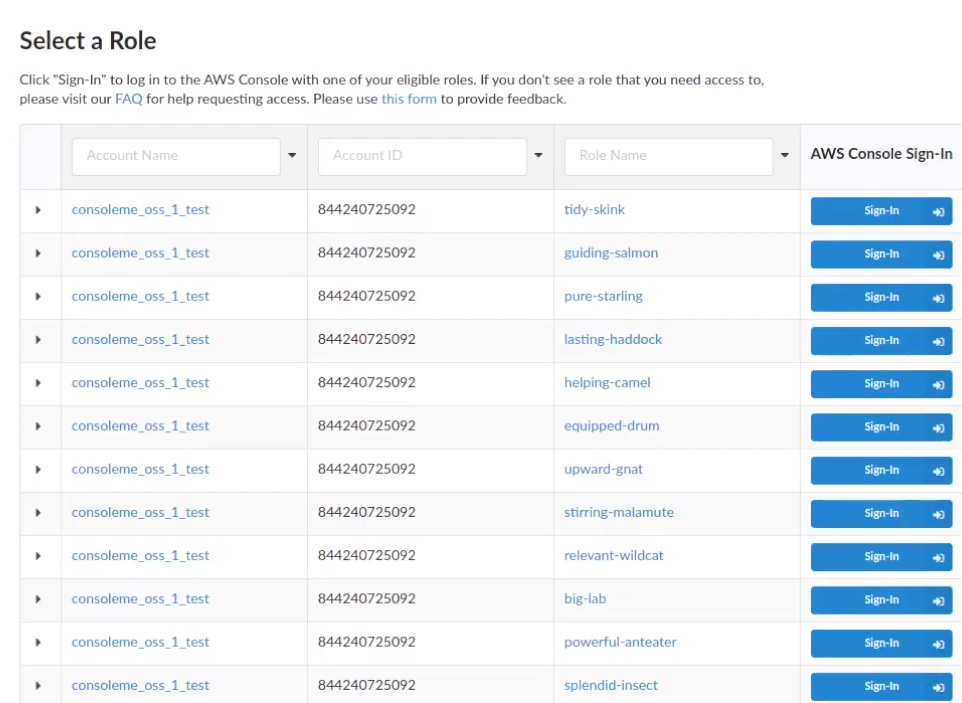 Select a Role
Click "Sign-In" to log in to the AWS Console with one of your eligible roles. If you don't see a role that you need access to,
please visit our FAQ for help requesting access. Please use this form to provide feedback.
Account Name Account ID Role Name AWS Console Sign-In
consoleme_oss_1_test 844240725092 tidy-skink Sign-In
consoleme_oss_1_test 844240725092 guiding-salmon Sign-In
consoleme_oss_1_test 844240725092 pure-starling Sign-In
consoleme_oss_1_test 844240725092 lasting-haddock Sign-In
consoleme_oss_1_test 844240725092 helping-camel Sign-In
consoleme_oss_1_test 844240725092 equipped-drum Sign-In
consoleme_oss_1_test 844240725092 upward-gnat Sign-In
consoleme_oss_1_test 844240725092 stirring-malamute Sign-In
consoleme_oss_1_test 844240725092 relevant-wildcat Sign-In
consoleme_oss_1_test 844240725092 big-lab Sign-In
consoleme_oss_1_test 844240725092 powerful-anteater Sign-In
consoleme_oss_1_test 844240725092 splendid-insect Sign-In